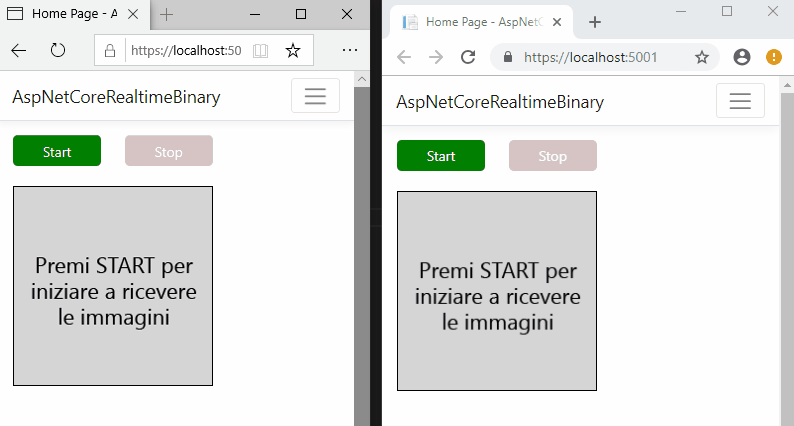 Home Page - A
https://localhost:50
AspNetCoreRealtimeBinary
Start
Stop
Premi START per
iniziare a ricevere
le immagini
Home Page - AspNetC
https://localhost:5001
AspNetCoreRealtimeBinary
Start
Stop
Premi START per
iniziare a ricevere
le immagini